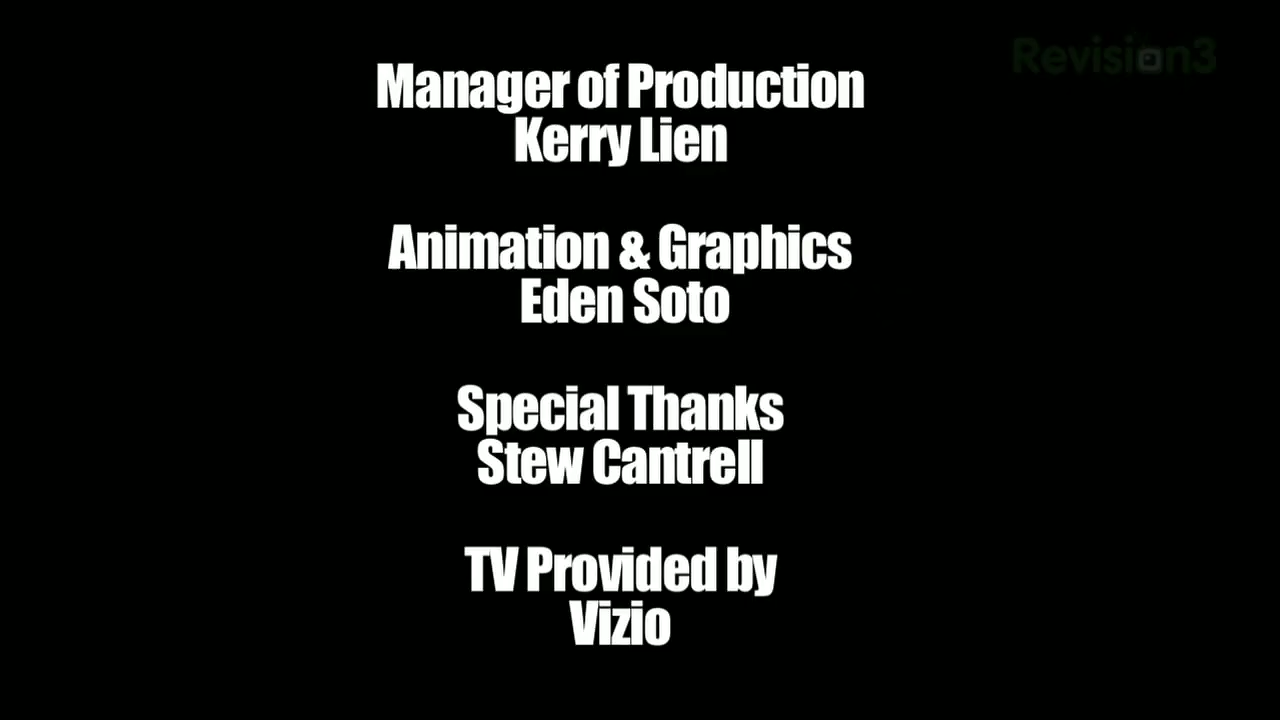 Revision3
Manager of Production
Kerry Lien
Animation & Graphics
Eden Soto
Special Thanks
Stew Cantrell
TV Provided by
Vizio